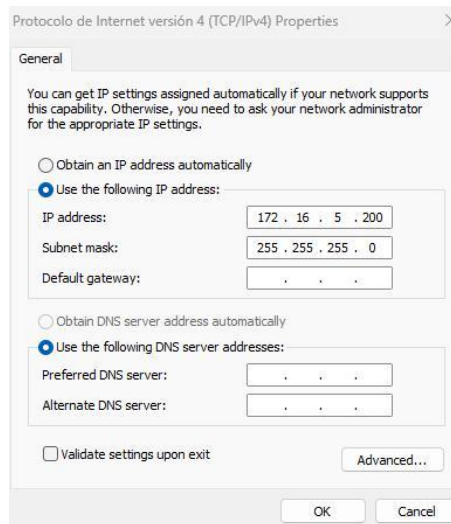 Protocolo de Internet versión 4 (TCP/IPv4) Properties
General
You can get IP settings assigned automatically if your network supports
this capability. Otherwise, you need to ask your network administrator
for the appropriate IP settings.
Obtain an IP address automatically
Use the following IP address:
IP address: 172 . 16 . 5 . 200
Subnet mask: 255 . 255 . 255 . 0
Default gateway: . . .
Obtain DNS server address automatically
Use the following DNS server addresses:
Preferred DNS server: . . .
Alternate DNS server: . . .
Validate settings upon exit
Advanced...
OK Cancel